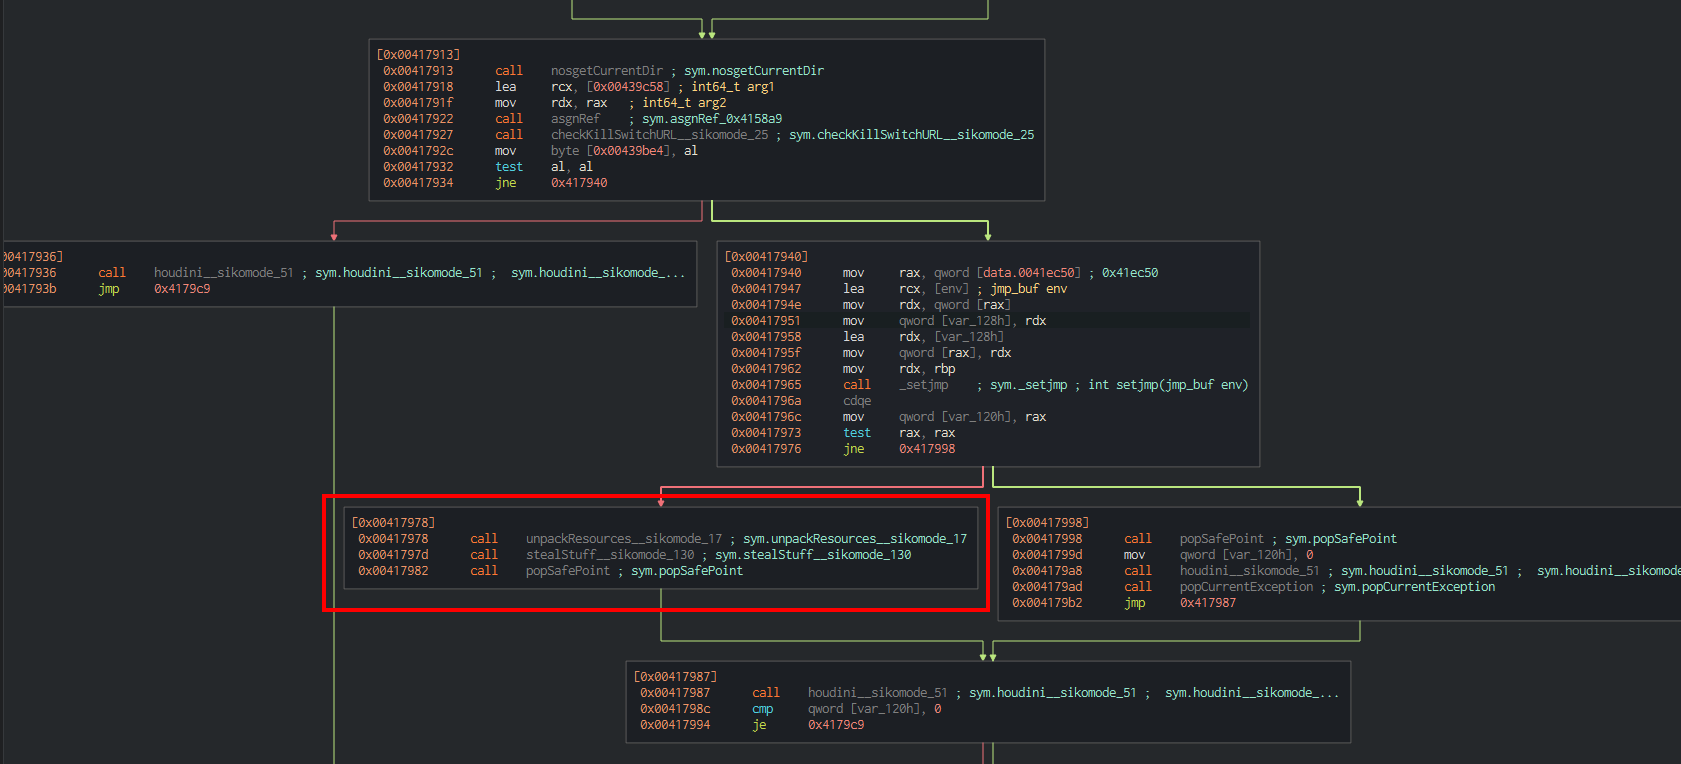 [0x00417913]
0x00417913 call nosgetCurrentDir ; sym.nosgetCurrentDir
0x00417918 lea rcx, [0x00439c58] ; int64_t arg1
0x0041791f mov rdx, rax ; int64_t arg2
0x00417922 call asgnRef ; sym.asgnRef_0x4158a9
0x00417927 call checkKillSwitchURL__sikomode_25 ; sym.checkKillSwitchURL__sikomode_25
0x0041792c mov byte [0x00439be4], al
0x00417932 test al, al
0x00417934 jne 0x417940
00417936]
00417936 call houdini__sikomode_51 ; sym.houdini__sikomode_51 ; sym.houdini__sikomode_...
0041793b jmp 0x4179c9
[0x00417940]
0x00417940 mov rax, qword [data.0041ec50] ; 0x41ec50
0x00417947 lea rcx, [env] ; jmp_buf env
0x0041794e mov rdx, qword [rax]
0x00417951 mov qword [var_128h], rdx
0x00417958 lea rdx, [var_128h]
0x0041795f mov qword [rax], rdx
0x00417962 mov rdx, rbp
0x00417965 call _setjmp ; sym._setjmp ; int setjmp(jmp_buf env)
0x0041796a cdqe
0x0041796c mov qword [var_120h], rax
0x00417973 test rax, rax
0x00417976 jne 0x417998
[0x00417978]
0x00417978 call unpackResources__sikomode_17 ; sym.unpackResources__sikomode_17
0x0041797d call stealStuff__sikomode_130 ; sym.stealStuff__sikomode_130
0x00417982 call popSafePoint ; sym.popSafePoint
[0x00417998]
0x00417998 call popSafePoint ; sym.popSafePoint
0x0041799d mov qword [var_120h], 0
0x004179a8 call houdini__sikomode_51 ; sym.houdini__sikomode_51 ; sym.houdini__sikomode
0x004179ad call popCurrentException ; sym.popCurrentException
0x004179b2 jmp 0x417987
[0x00417987]
0x00417987 call houdini__sikomode_51 ; sym.houdini__sikomode_51 ; sym.houdini__sikomode_...
0x0041798c cmp qword [var_120h], 0
0x00417994 je 0x4179c9